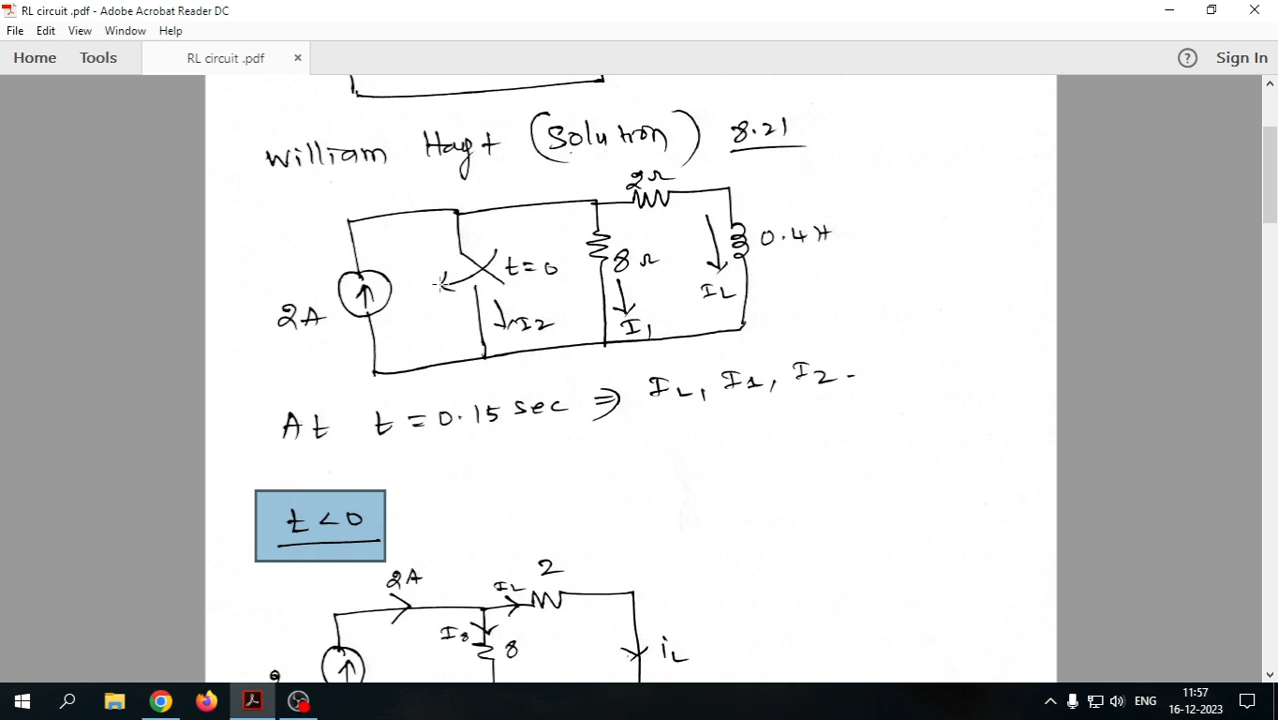 RL circuit .pdf - Adobe Acrobat Reader DC
File Edit View Window Help
Home Tools RL circuit .pdf × ? Sign In
William Hayt (Solution) 8.21
2Ω
8Ω
0.4H
t=0
IL
2A
I2
I1
At t = 0.15 sec ⇒ IL, I1, I2 -
t<0
2A
IL
2
I8
8
iL
ENG
11:57
16-12-2023